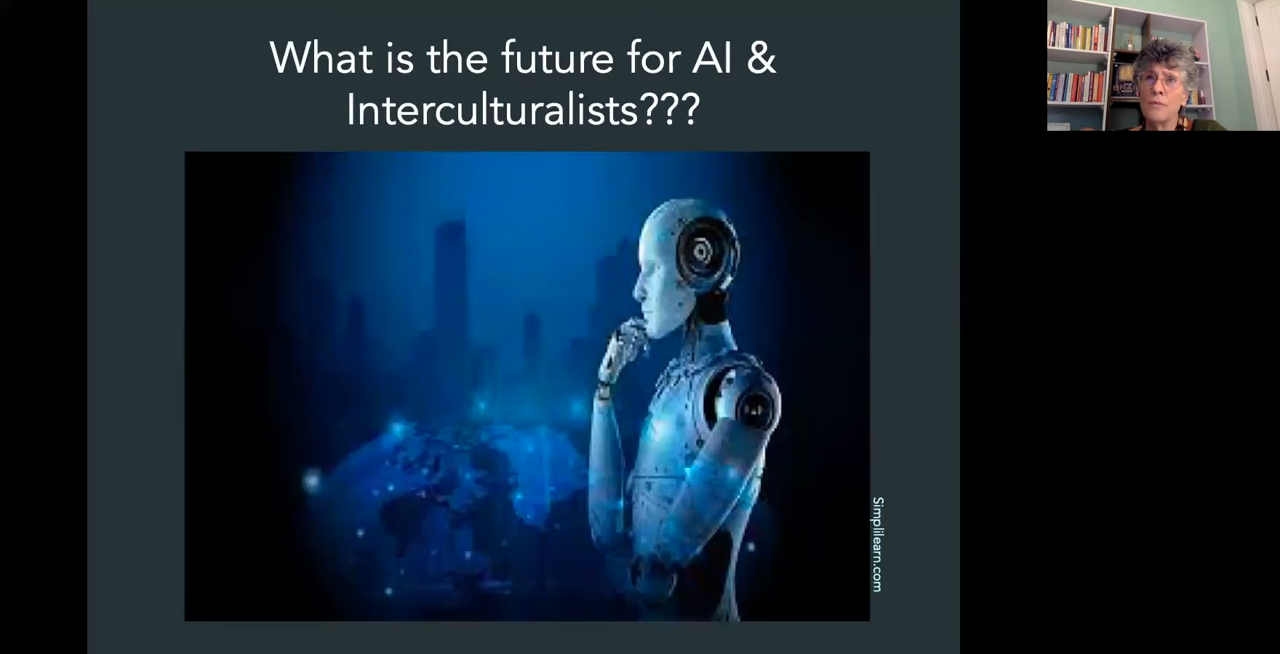 What is the future for AI &
Interculturalists???
Simplilearn.com